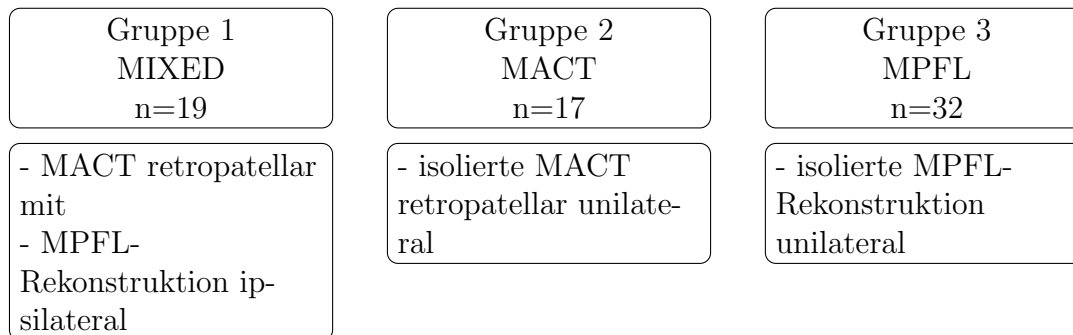 Gruppe 1
MIXED
n=19
- MACT retropatellar
mit
- MPFL-
Rekonstruktion ip-
silateral
Gruppe 2
MACT
n=17
- isolierte MACT
retropatellar unilate-
ral
Gruppe 3
MPFL
n=32
- isolierte MPFL-
Rekonstruktion
unilateral